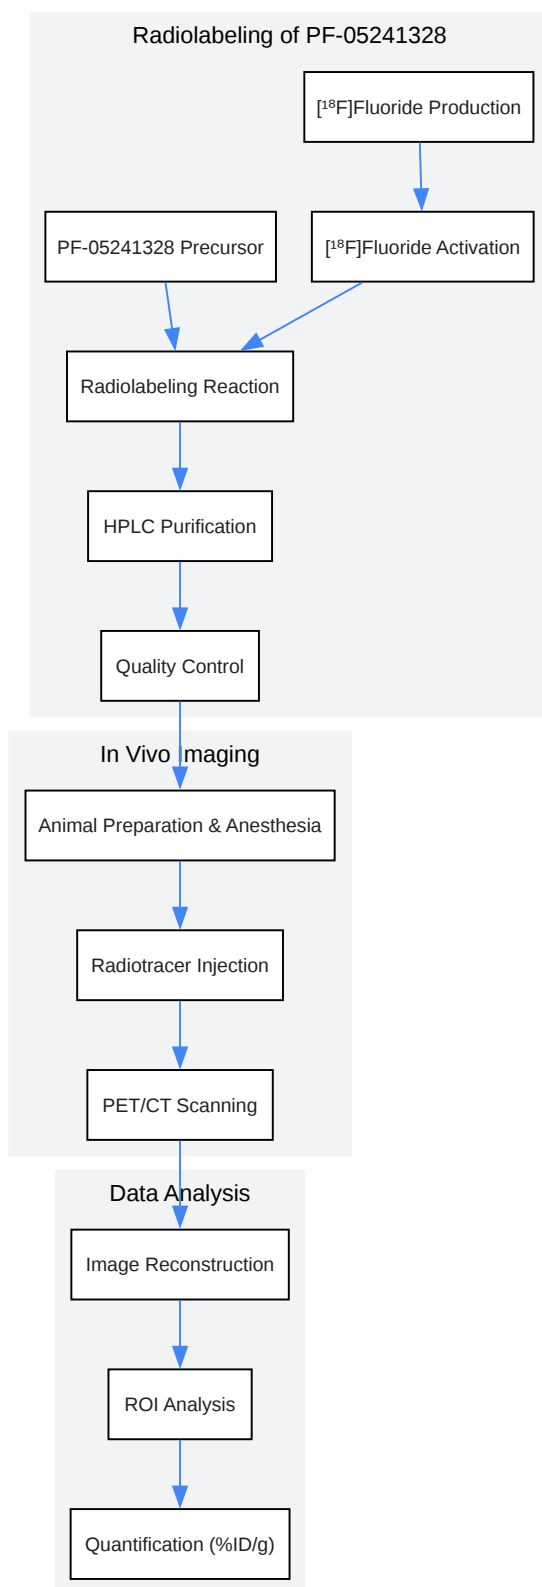 Radiolabeling of PF-05241328
[¹⁸F]Fluoride Production
PF-05241328 Precursor
[¹⁸F]Fluoride Activation
Radiolabeling Reaction
HPLC Purification
Quality Control
In Vivo Imaging
Animal Preparation & Anesthesia
Radiotracer Injection
PET/CT Scanning
Data Analysis
Image Reconstruction
ROI Analysis
Quantification (%ID/g)